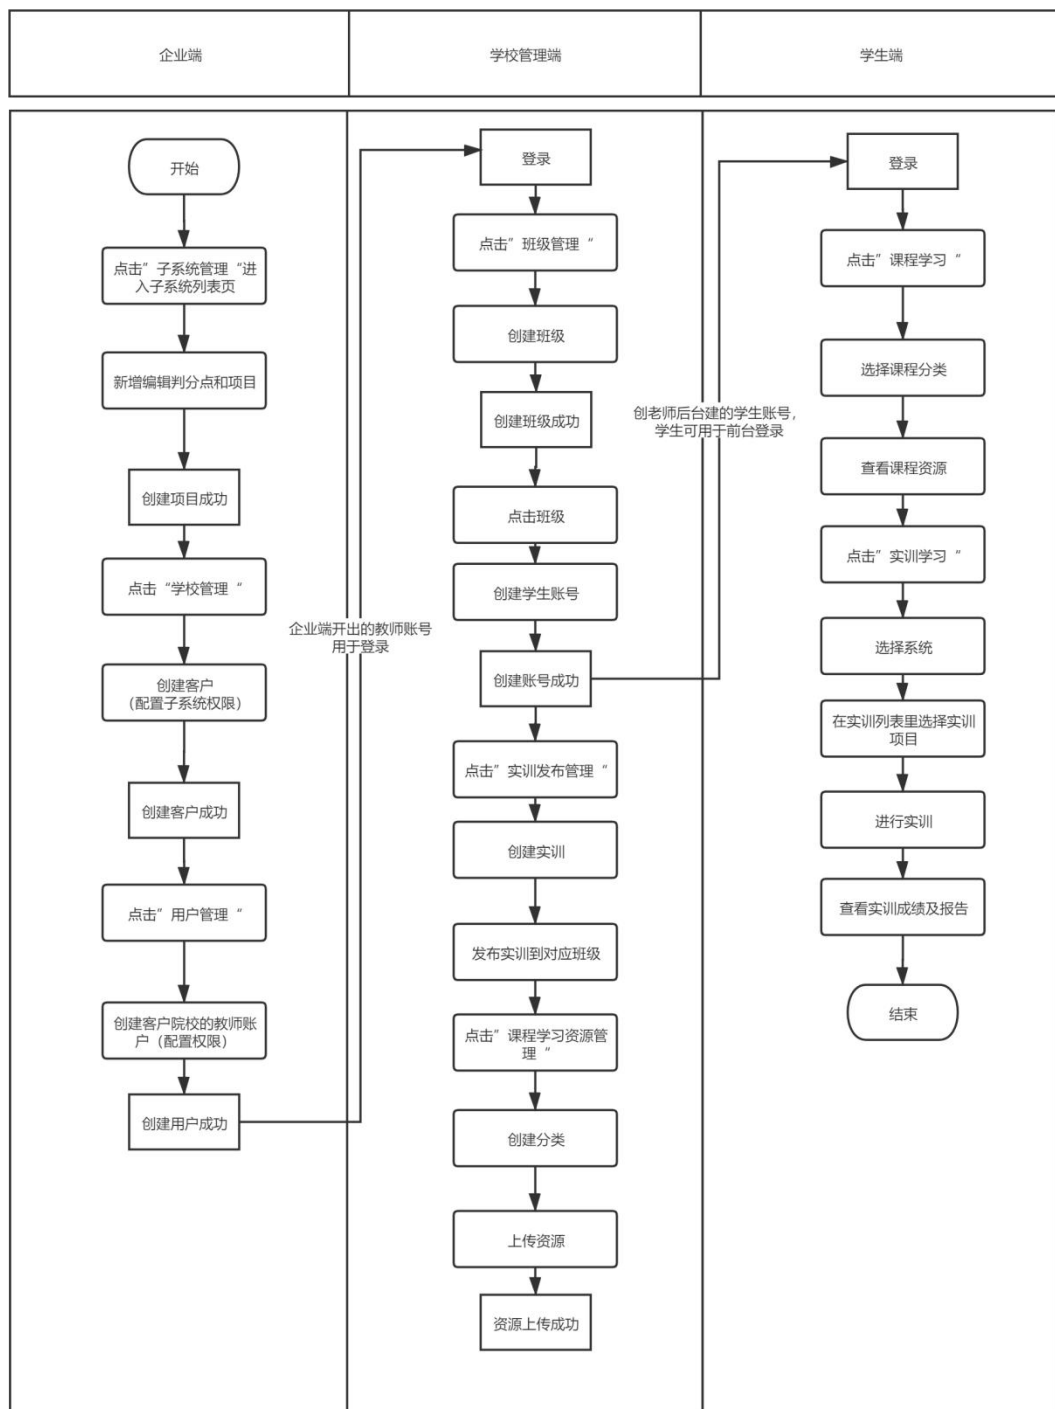 企业端
学校管理端
学生端
开始
点击”子系统管理“进
入子系统列表页
新增编辑判分点和项目
创建项目成功
点击“学校管理“
创建客户
（配置子系统权限）
创建客户成功
点击”用户管理“
创建客户院校的教师账
户（配置权限）
创建用户成功
企业端开出的教师账号
用于登录
登录
点击”班级管理“
创建班级
创建班级成功
点击班级
创建学生账号
创建账号成功
点击”实训发布管理“
创建实训
发布实训到对应班级
点击”课程学习资源管
理“
创建分类
上传资源
资源上传成功
创老师后台建的学生账号，
学生可用于前台登录
登录
点击”课程学习“
选择课程分类
查看课程资源
点击”实训学习“
选择系统
在实训列表里选择实训
项目
进行实训
查看实训成绩及报告
结束